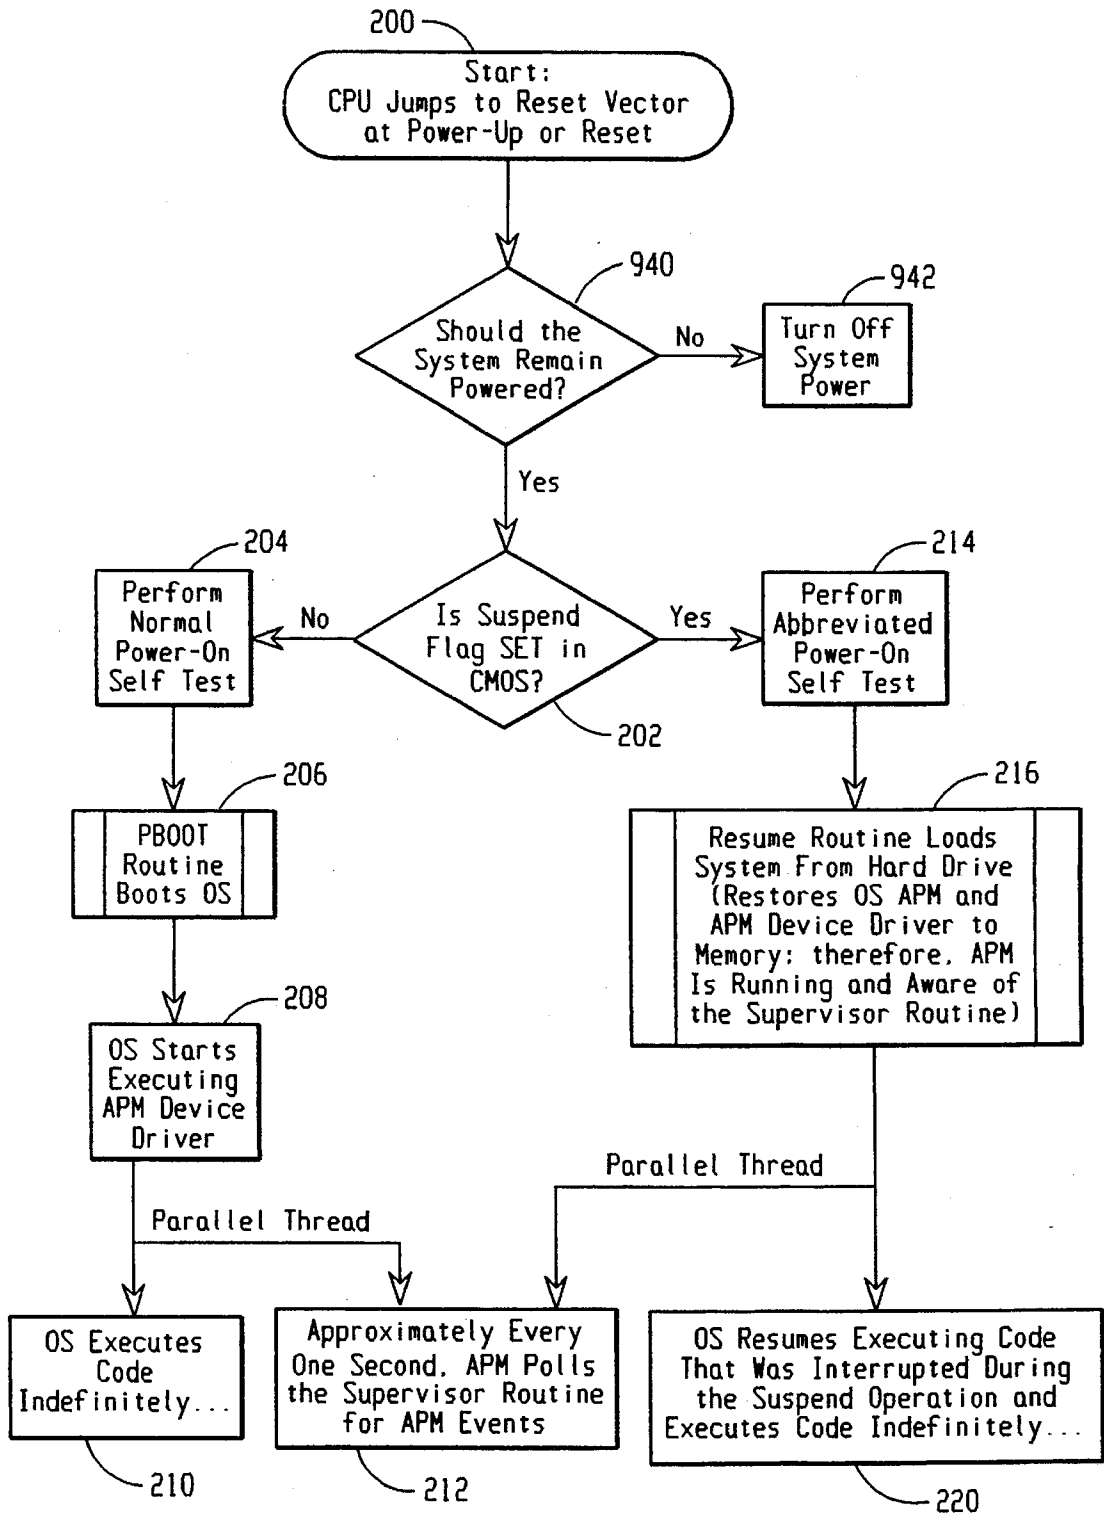 200
Start:
CPU Jumps to Reset Vector
at Power-Up or Reset
940
Should the
System Remain
Powered?
No
942
Turn Off
System
Power
Yes
204
Perform
Normal
Power-On
Self Test
No
Is Suspend
Flag SET in
CMOS?
202
Yes
214
Perform
Abbreviated
Power-On
Self Test
206
PBOOT
Routine
Boots OS
216
Resume Routine Loads
System From Hard Drive
(Restores OS APM and
APM Device Driver to
Memory; therefore, APM
Is Running and Aware of
the Supervisor Routine)
208
OS Starts
Executing
APM Device
Driver
Parallel Thread
Parallel Thread
OS Executes
Code
Indefinitely...
210
Approximately Every
One Second, APM Polls
the Supervisor Routine
for APM Events
212
OS Resumes Executing Code
That Was Interrupted During
the Suspend Operation and
Executes Code Indefinitely...
220